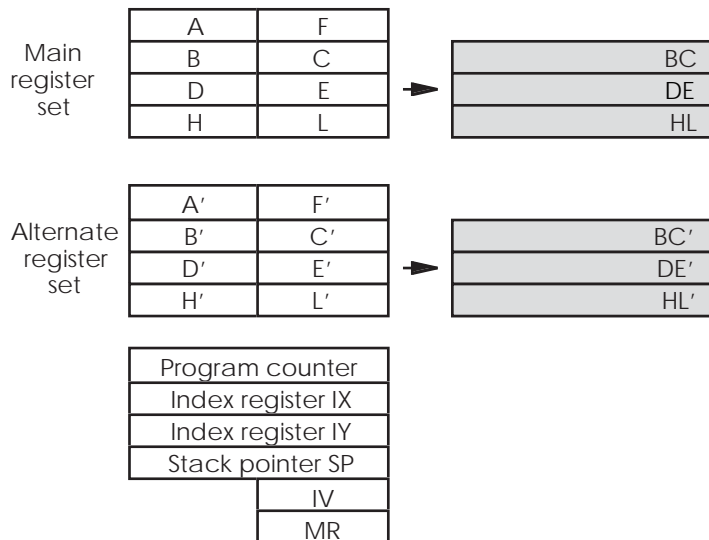 Main
register
set
A F
B C
D E
H L
BC
DE
HL
Alternate
register
set
A′ F′
B′ C′
D′ E′
H′ L′
BC′
DE′
HL′
Program counter
Index register IX
Index register IY
Stack pointer SP
IV
MR